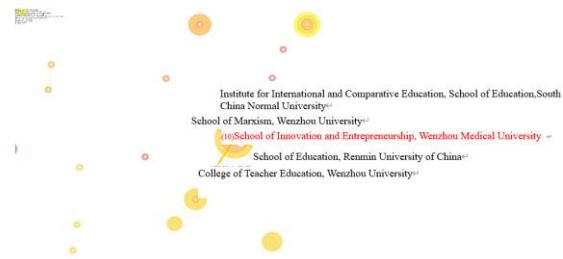 Institute for International and Comparative Education, School of Education,South
China Normal University↵
School of Marxism, Wenzhou University↵
(10)School of Innovation and Entrepreneurship, Wenzhou Medical University ↵
School of Education, Renmin University of China↵
College of Teacher Education, Wenzhou University↵